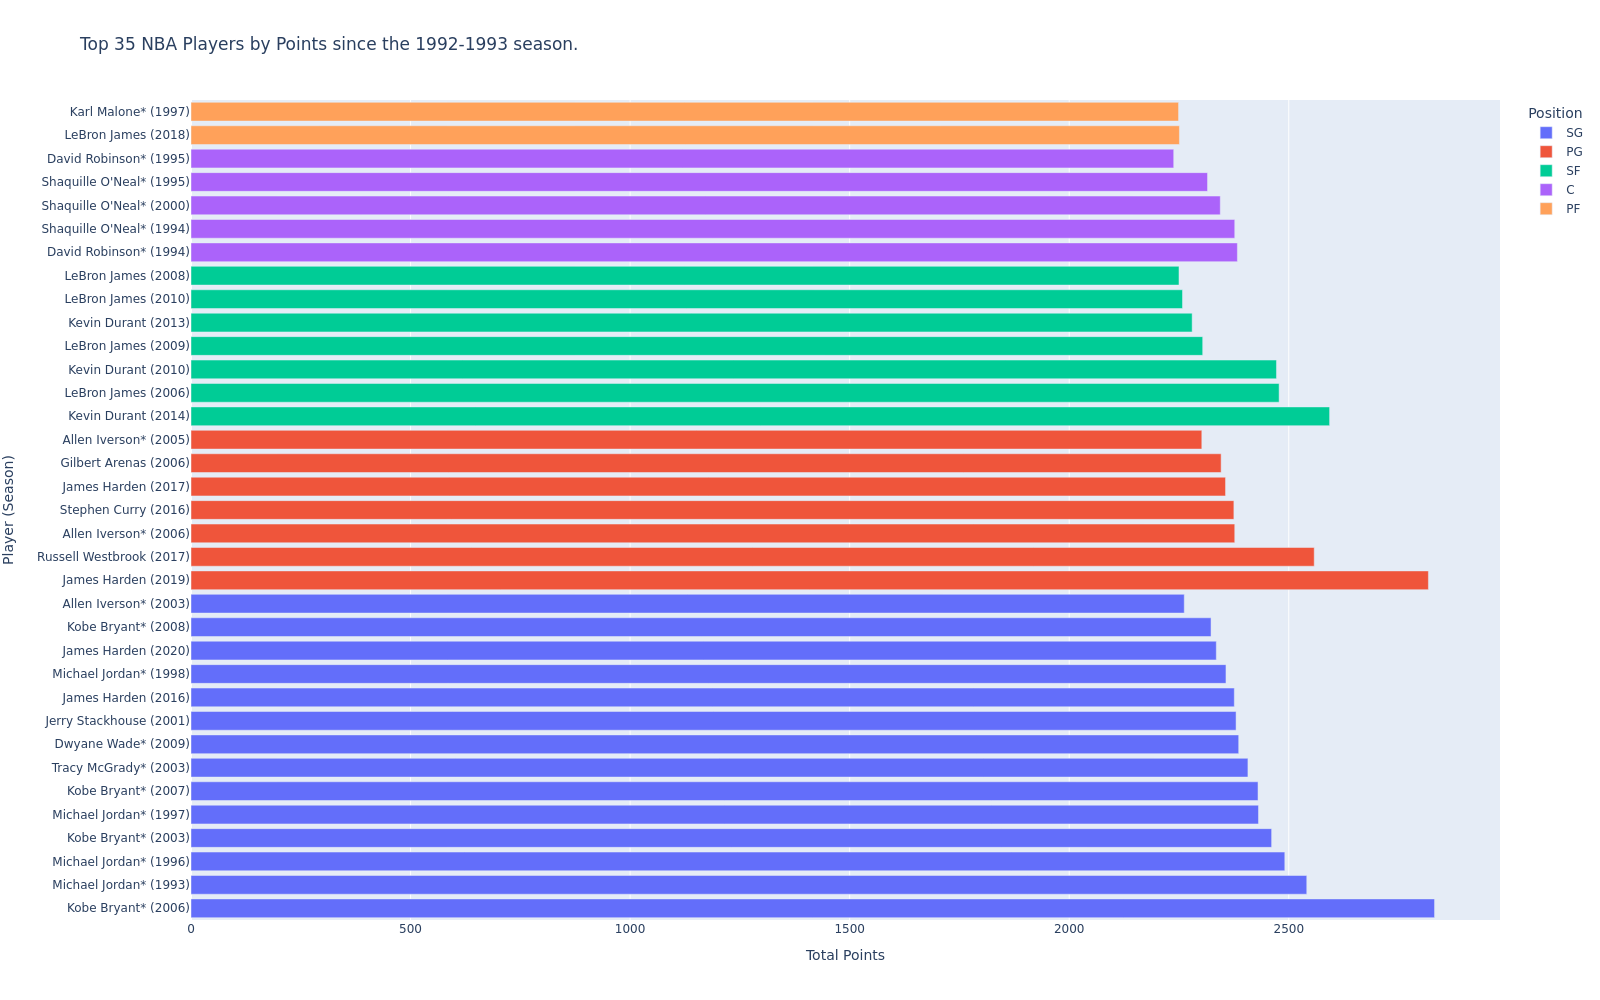 Top 35 NBA Players by Points since the 1992-1993 season.
Karl Malone* (1997)
LeBron James (2018)
David Robinson* (1995)
Shaquille O'Neal* (1995)
Shaquille O'Neal* (2000)
Shaquille O'Neal* (1994)
David Robinson* (1994)
LeBron James (2008)
LeBron James (2010)
Kevin Durant (2013)
LeBron James (2009)
Kevin Durant (2010)
LeBron James (2006)
Kevin Durant (2014)
Allen Iverson* (2005)
Gilbert Arenas (2006)
James Harden (2017)
Stephen Curry (2016)
Allen Iverson* (2006)
Russell Westbrook (2017)
James Harden (2019)
Allen Iverson* (2003)
Kobe Bryant* (2008)
James Harden (2020)
Michael Jordan* (1998)
James Harden (2016)
Jerry Stackhouse (2001)
Dwyane Wade* (2009)
Tracy McGrady* (2003)
Kobe Bryant* (2007)
Michael Jordan* (1997)
Kobe Bryant* (2003)
Michael Jordan* (1996)
Michael Jordan* (1993)
Kobe Bryant* (2006)
Player (Season)
0 500 1000 1500 2000 2500
Total Points
Position
SG
PG
SF
C
PF